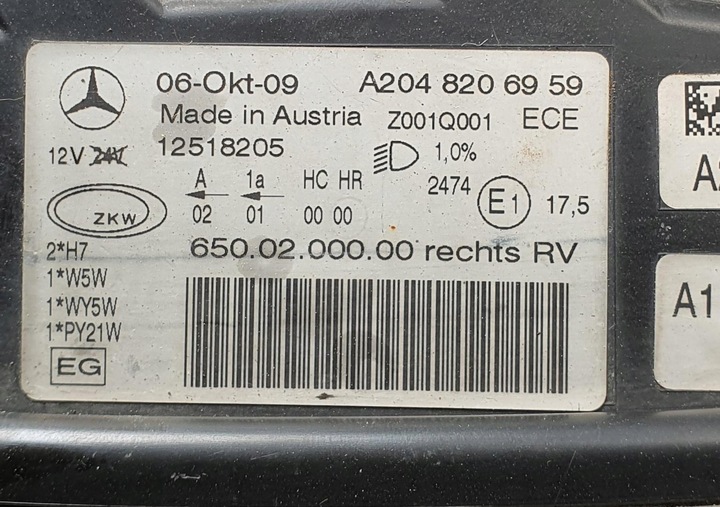 06-Okt-09 A204 820 69 59
Made in Austria Z001Q001 ECE
12V 24V 12518205 1,0%
A 1a HC HR 2474 E1 17,5
ZKW 02 01 00 00
2*H7 650.02.000.00 rechts RV
1*W5W
1*WY5W
1*PY21W
EG
A1